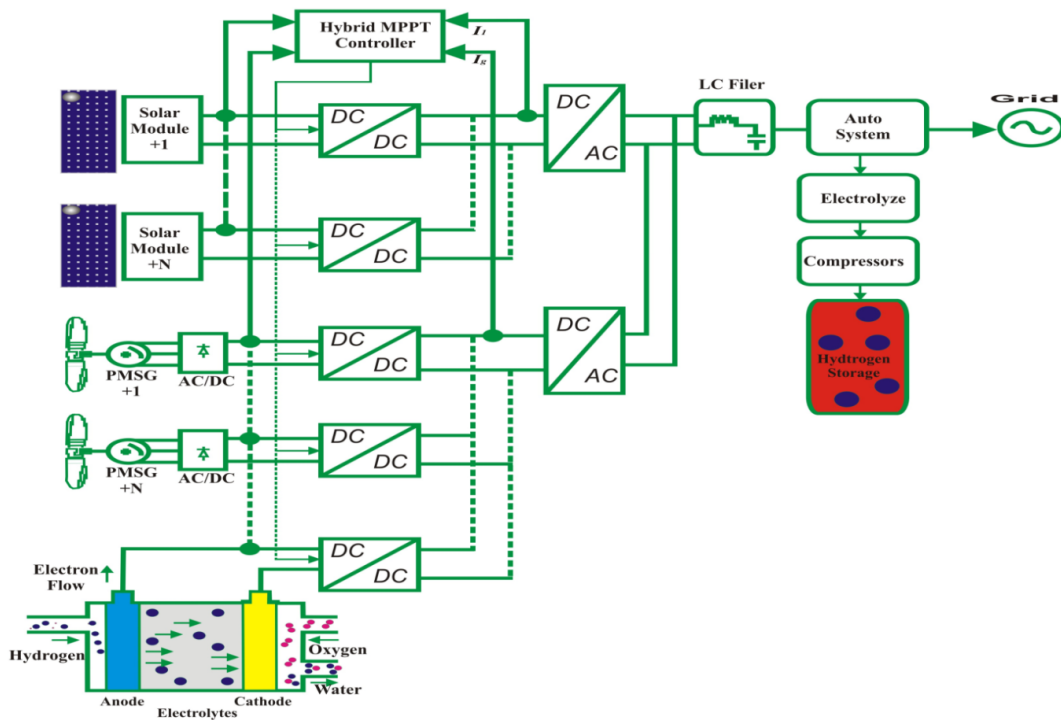 Hybrid MPPT
Controller
I1
Ig
LC Filer
Grid
Solar
Module
+1
DC
DC
DC
AC
Auto
System
Electrolyze
Solar
Module
+N
DC
DC
Compressors
PMSG
+1
AC/DC
DC
DC
DC
AC
Hydtrogen
Storage
PMSG
+N
AC/DC
DC
DC
DC
DC
Electron
Flow
Hydrogen
Oxygen
Water
Anode
Cathode
Electrolytes